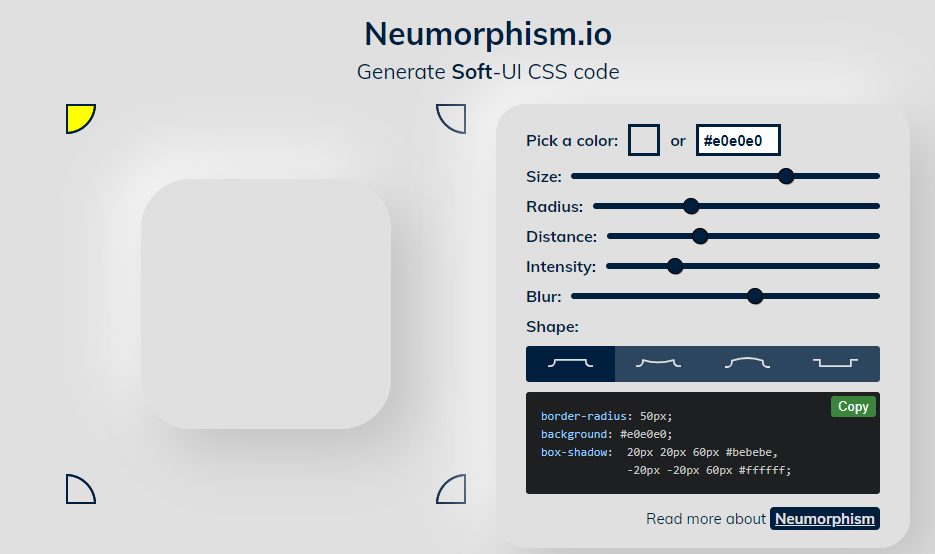 Neumorphism.io
Generate Soft-UI CSS code
Pick a color: or #e0e0e0
Size:
Radius:
Distance:
Intensity:
Blur:
Shape:
Copy
border-radius: 50px;
background: #e0e0e0;
box-shadow: 20px 20px 60px #bebebe,
-20px -20px 60px #ffffff;
Read more about Neumorphism